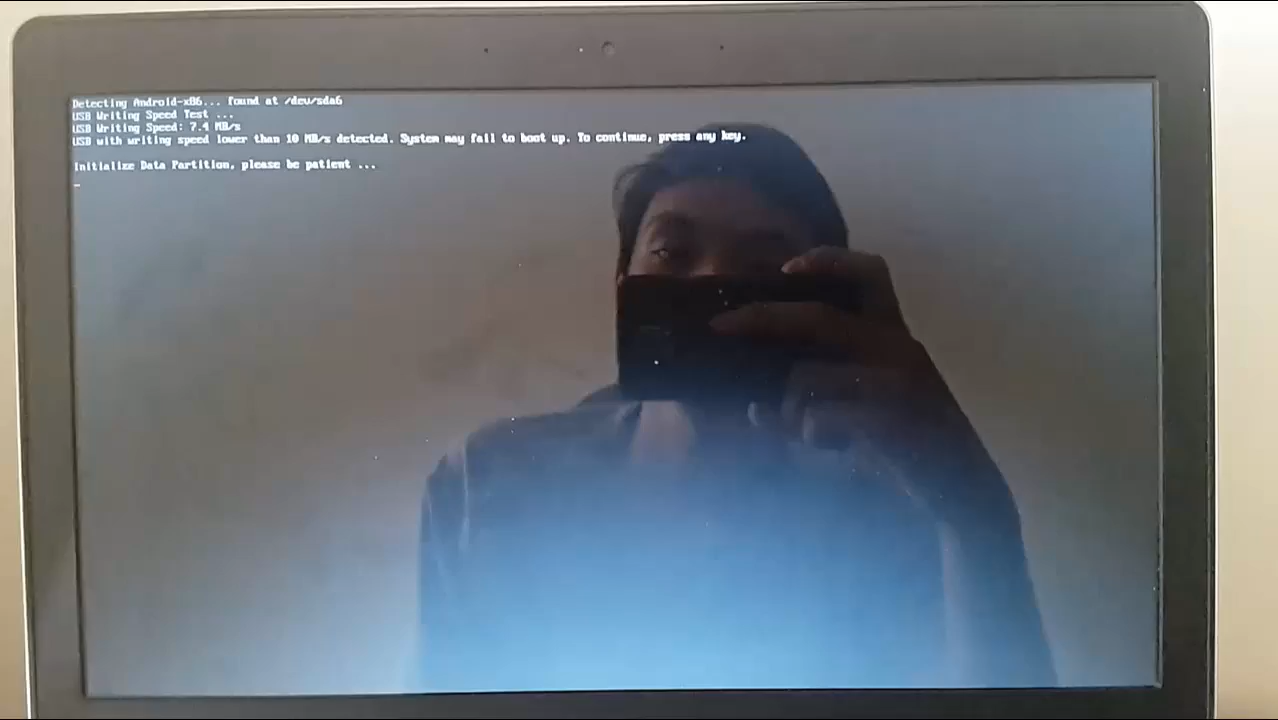 Detecting Android-x86... found at /dev/sda6
USB Writing Speed Test ...
USB Writing Speed: 7.4 MB/s
USB with writing speed lower than 10 MB/s detected. System may fail to boot up. To continue, press any key.
Initialize Data Partition, please be patient ...